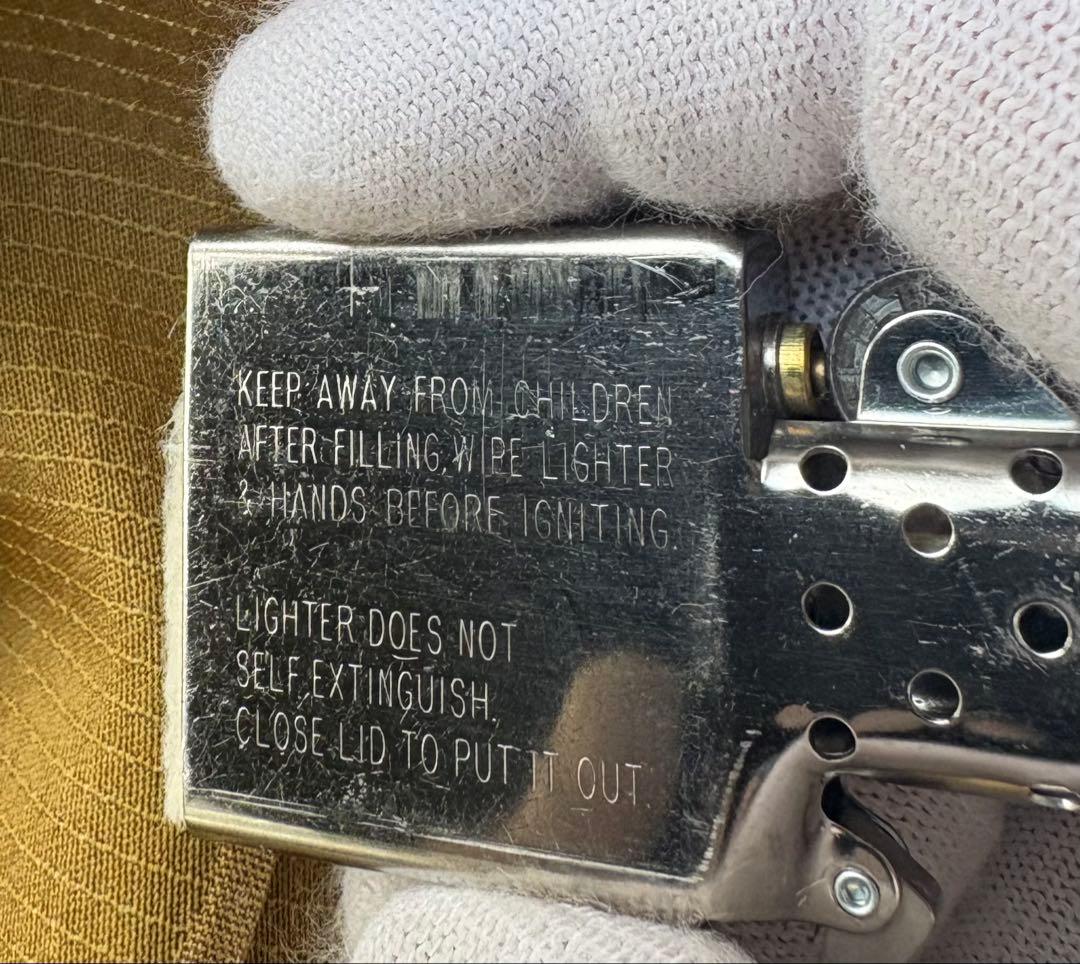 KEEP AWAY FROM CHILDREN
AFTER FILLING, WIPE LIGHTER
& HANDS BEFORE IGNITING.
LIGHTER DOES NOT
SELF EXTINGUISH.
CLOSE LID TO PUT IT OUT.